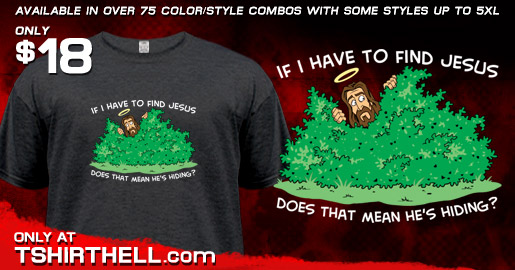 AVAILABLE IN OVER 75 COLOR/STYLE COMBOS WITH SOME STYLES UP TO 5XL
ONLY
$18
IF I HAVE TO FIND JESUS
DOES THAT MEAN HE'S HIDING?
IF I HAVE TO FIND JESUS
DOES THAT MEAN HE'S HIDING?
ONLY AT
TSHIRTHELL.com